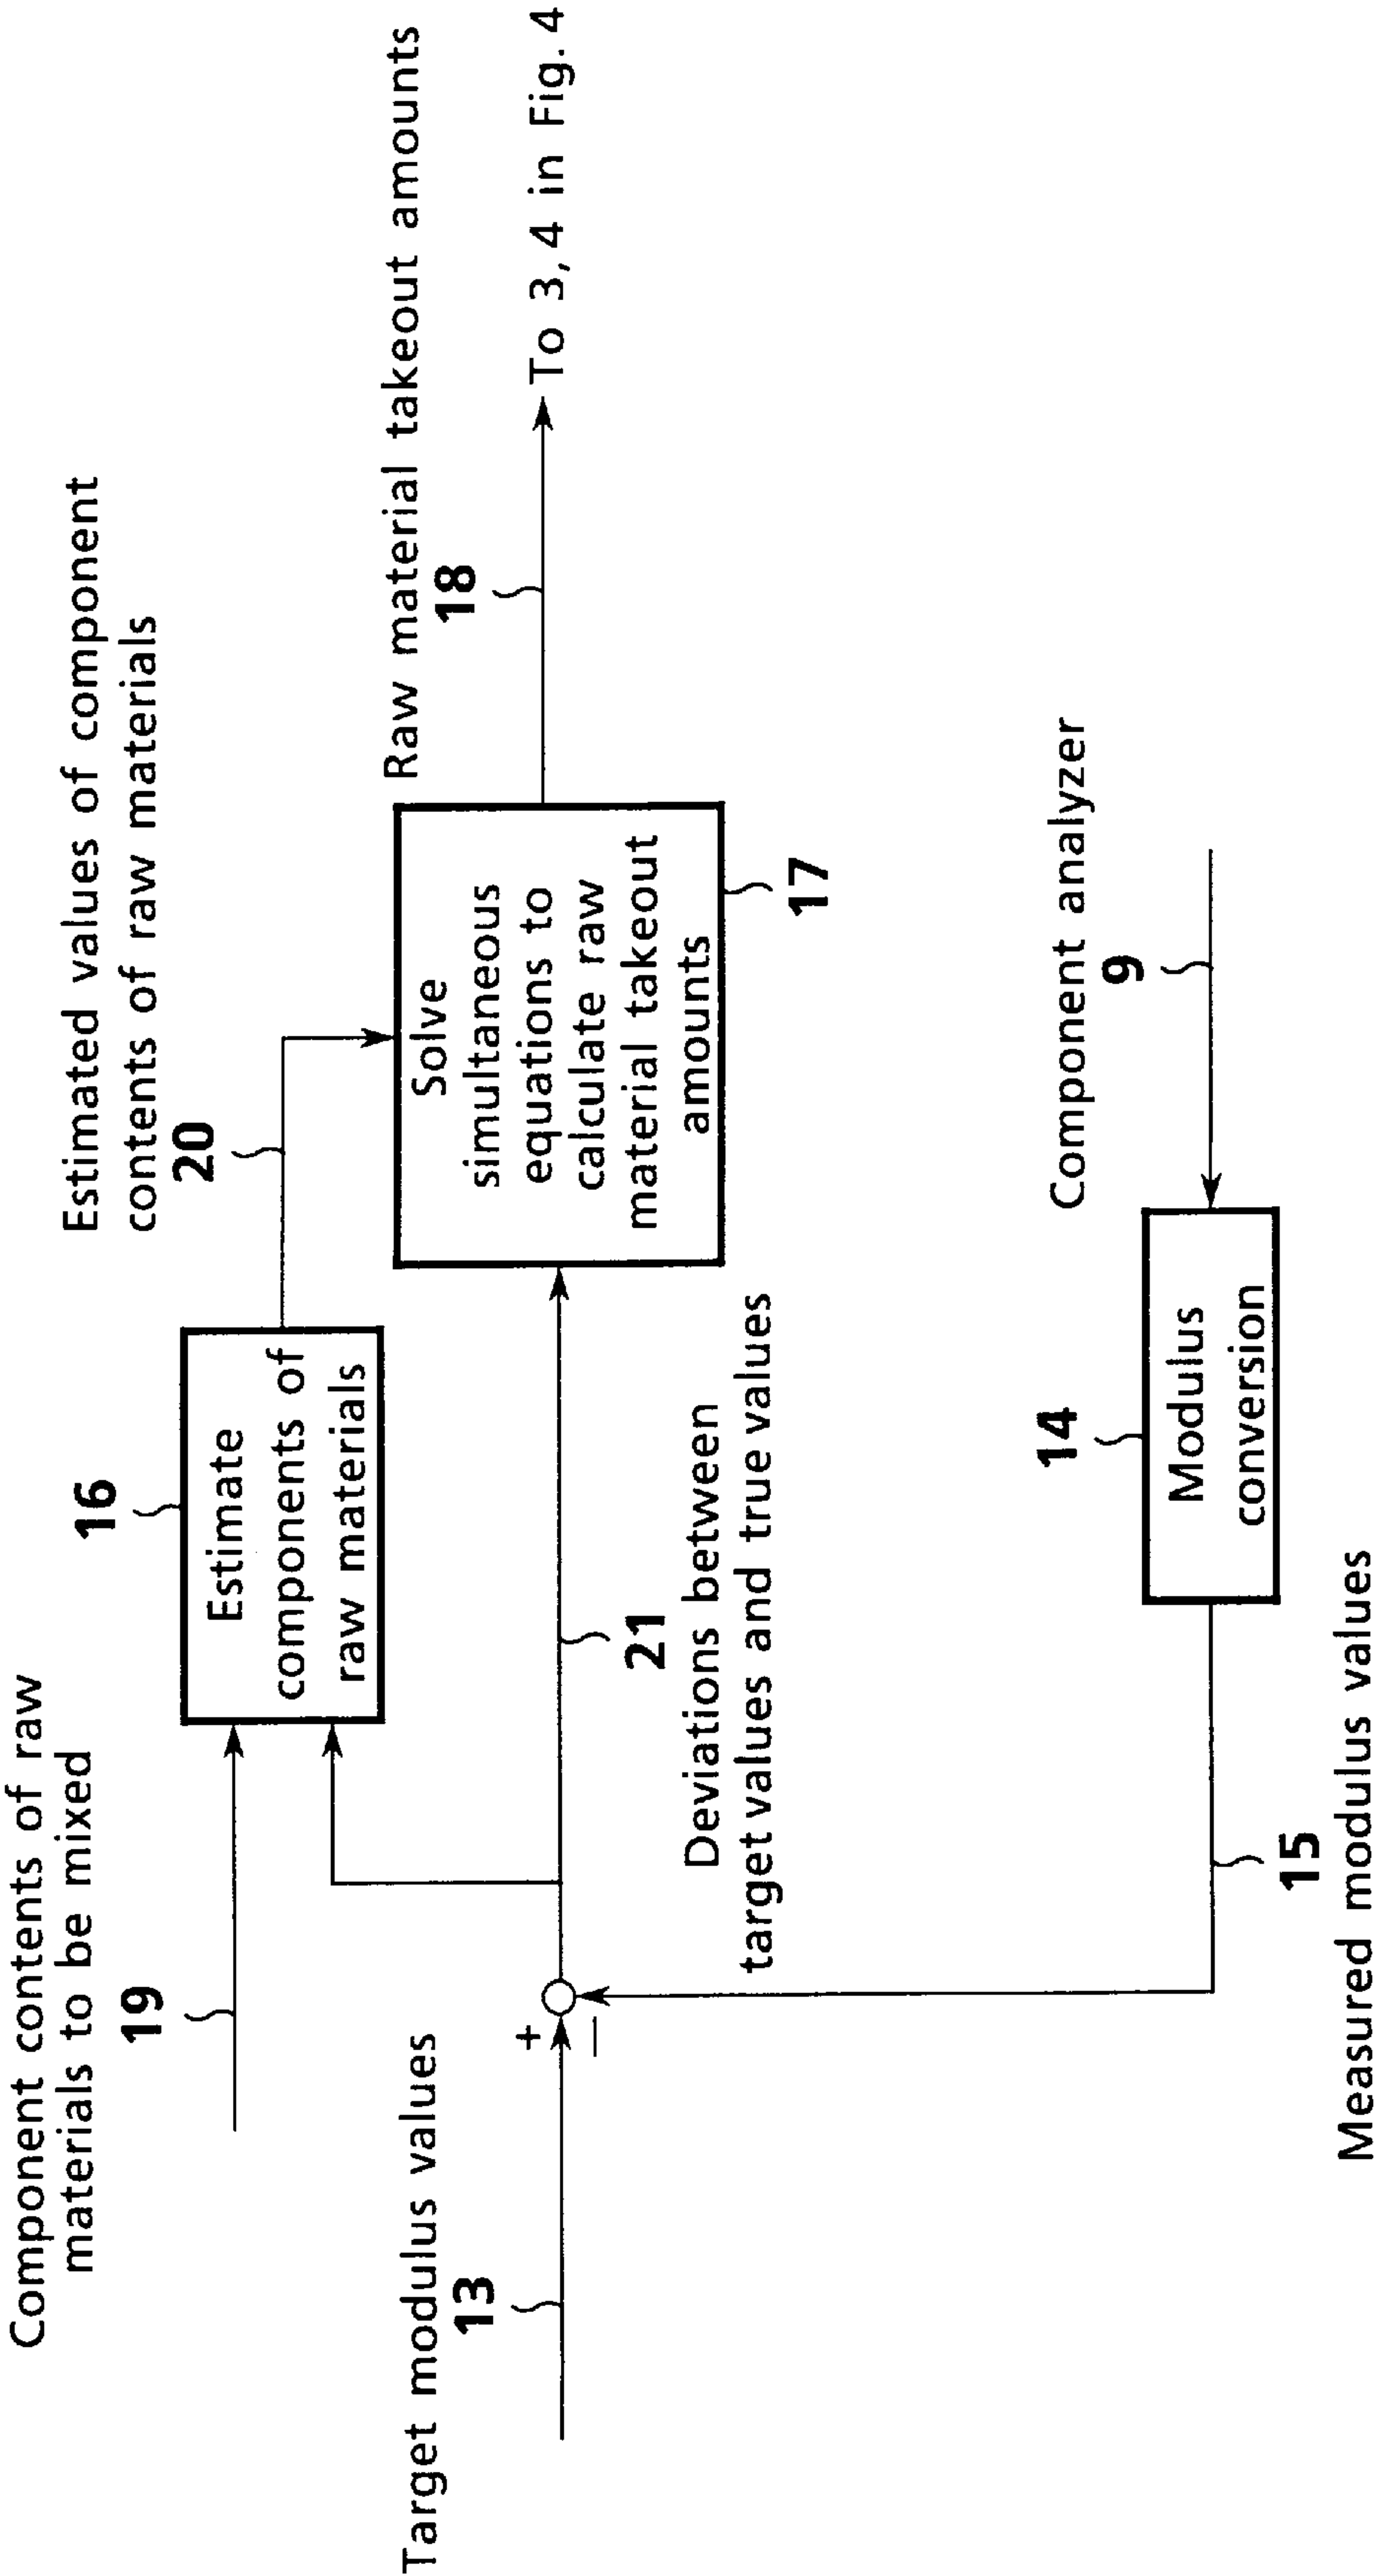 Component contents of raw
materials to be mixed
19
16
Estimate
components of
raw materials
Estimated values of component
contents of raw materials
20
Target modulus values
13
+
−
21
Deviations between
target values and true values
Solve
simultaneous
equations to
calculate raw
material takeout
amounts
17
Raw material takeout amounts
18
To 3, 4 in Fig. 4
Component analyzer
9
14
Modulus
conversion
15
Measured modulus values